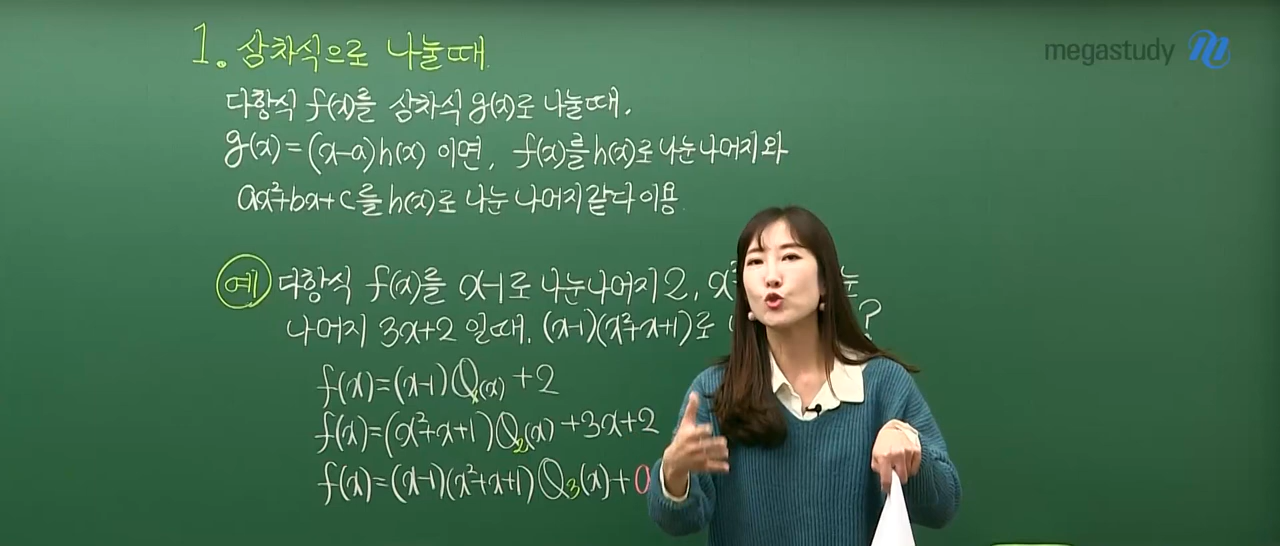 megastudy
1. 삼차식으로 나눌때
다항식 f(x)를 삼차식 g(x)로 나눌때,
g(x)=(x-a)h(x) 이면, f(x)를 h(x)로 나눈 나머지와
ax²+bx+c를 h(x)로 나눈 나머지 같다 이용
예 다항식 f(x)를 x-1로 나눈 나머지 2, x² 눈
나머지 3x+2 일때, (x-1)(x²+x+1)로 ?
f(x)=(x-1)Q₁(x)+2
f(x)=(x²+x+1)Q₂(x)+3x+2
f(x)=(x-1)(x²+x+1)Q₃(x)+a